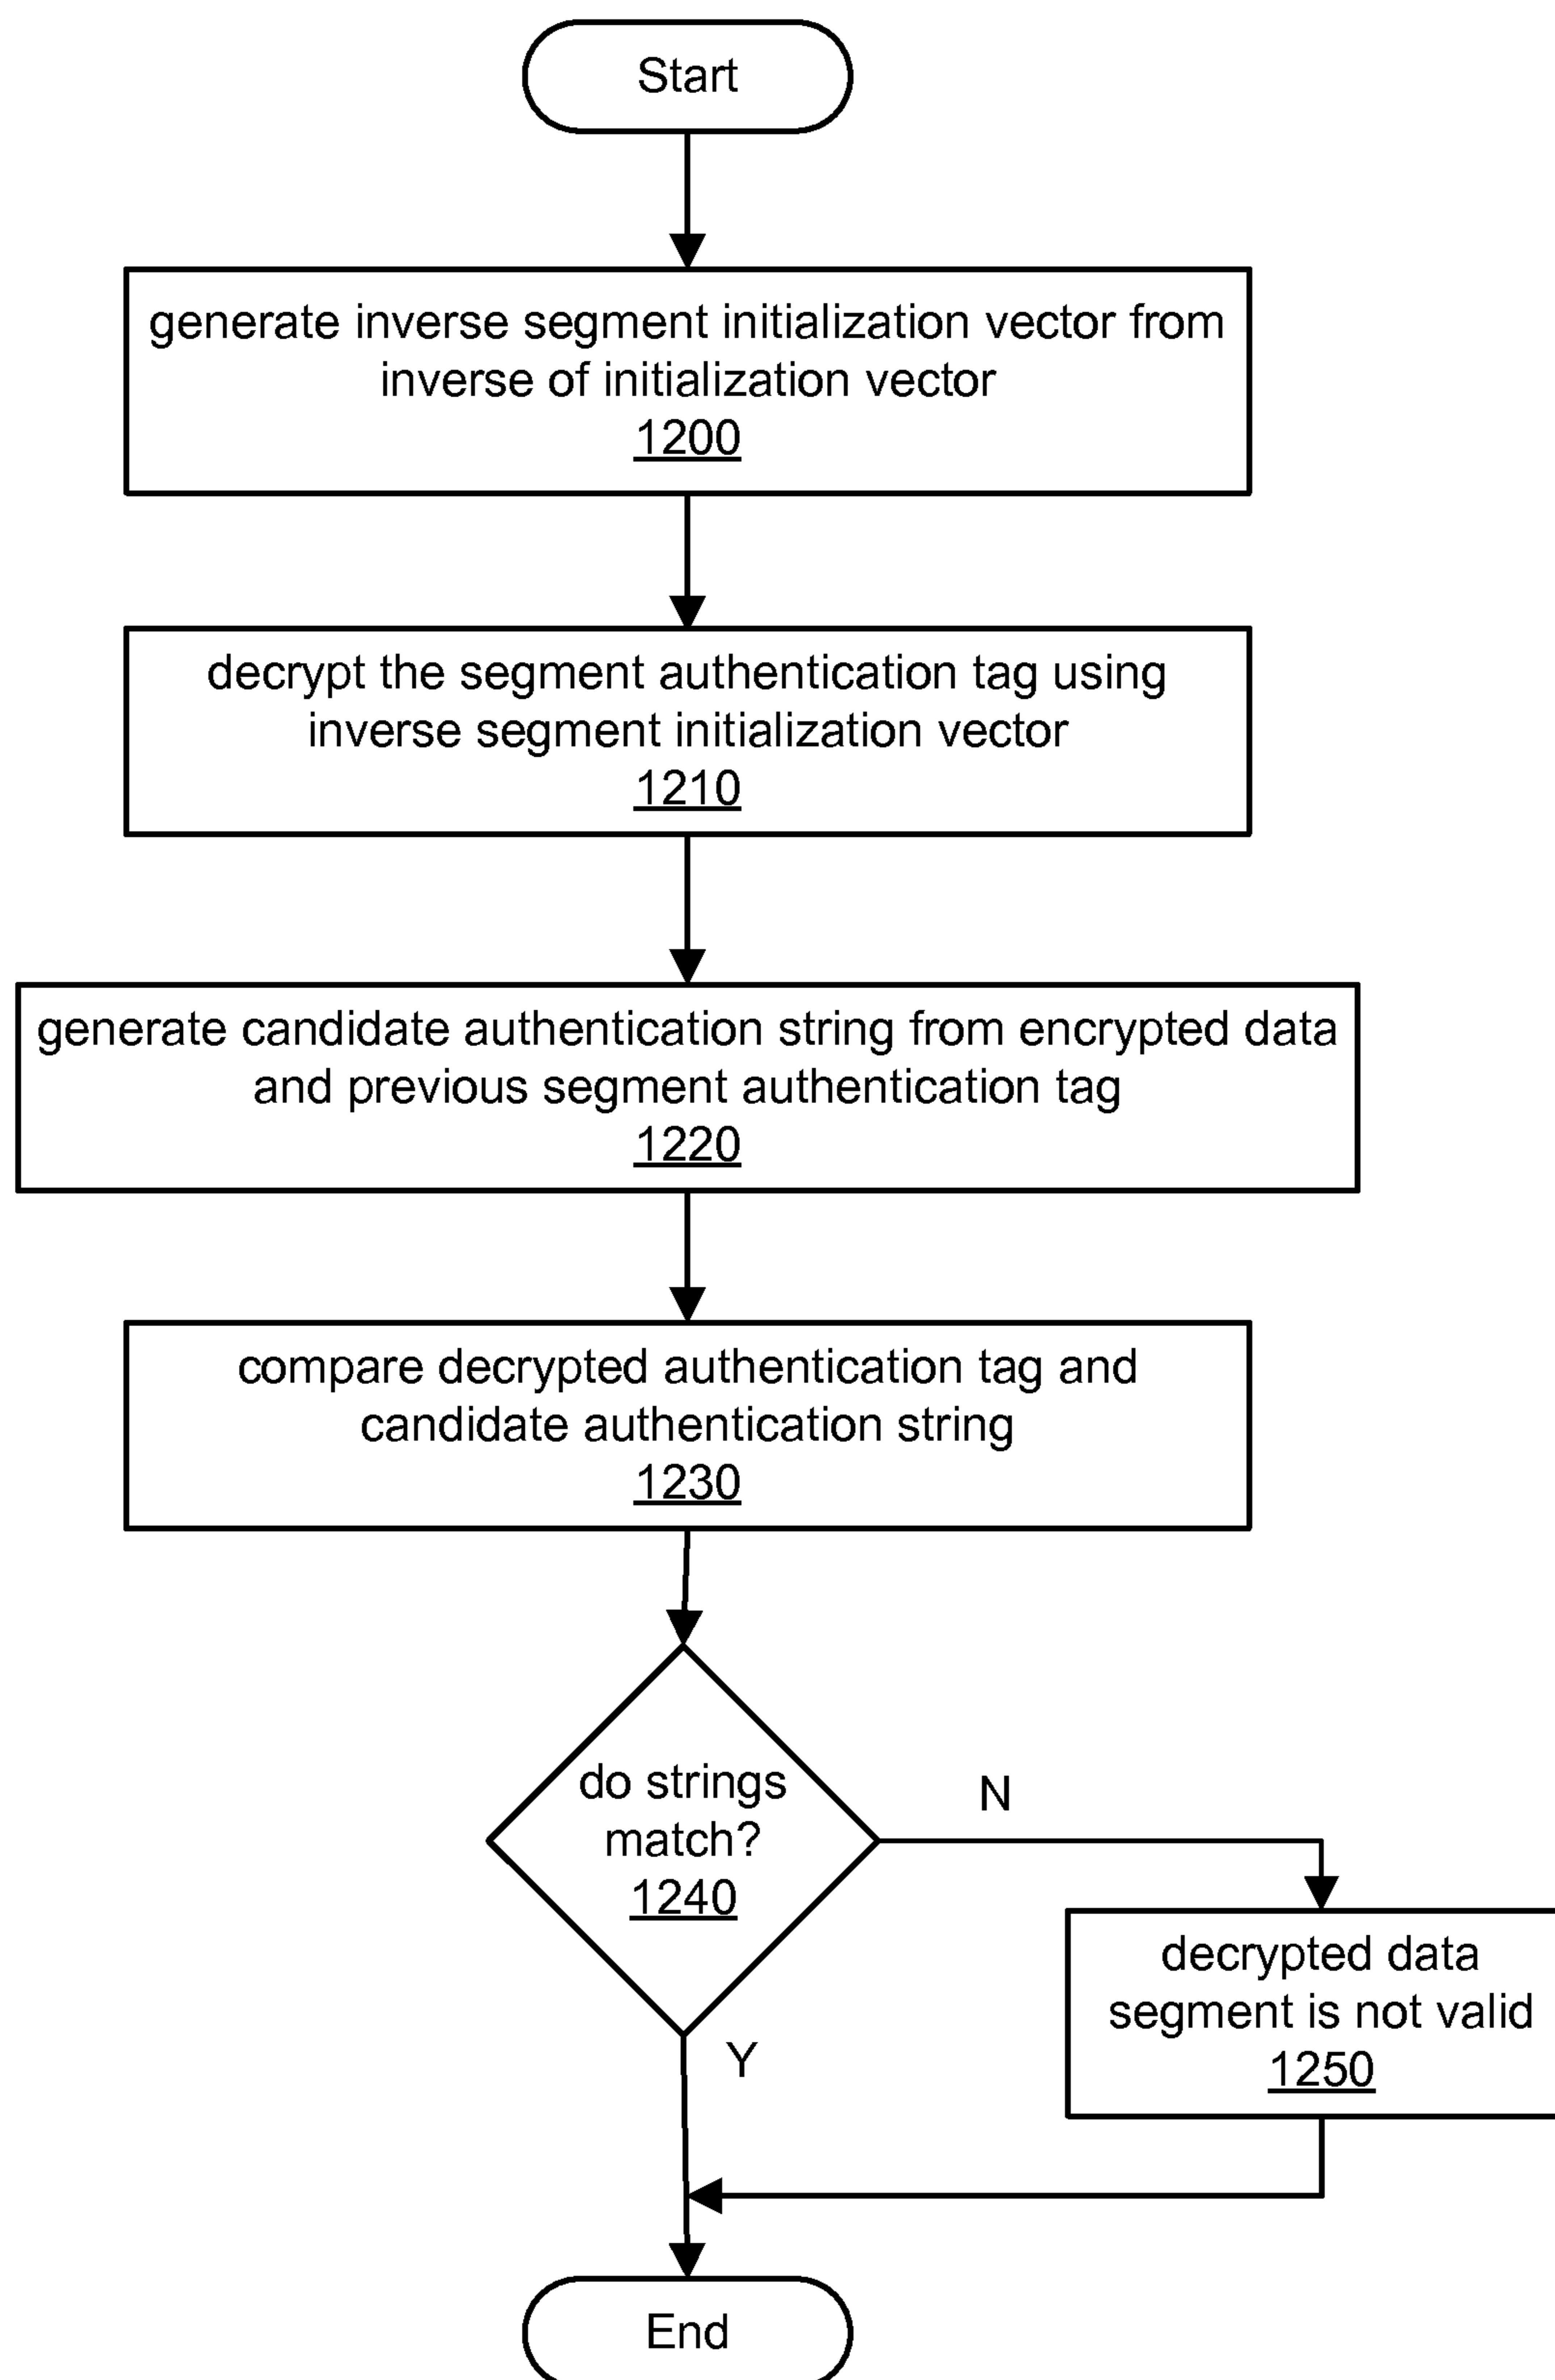 Start
generate inverse segment initialization vector from
inverse of initialization vector
1200
decrypt the segment authentication tag using
inverse segment initialization vector
1210
generate candidate authentication string from encrypted data
and previous segment authentication tag
1220
compare decrypted authentication tag and
candidate authentication string
1230
do strings
match?
1240
N
decrypted data
segment is not valid
1250
Y
End